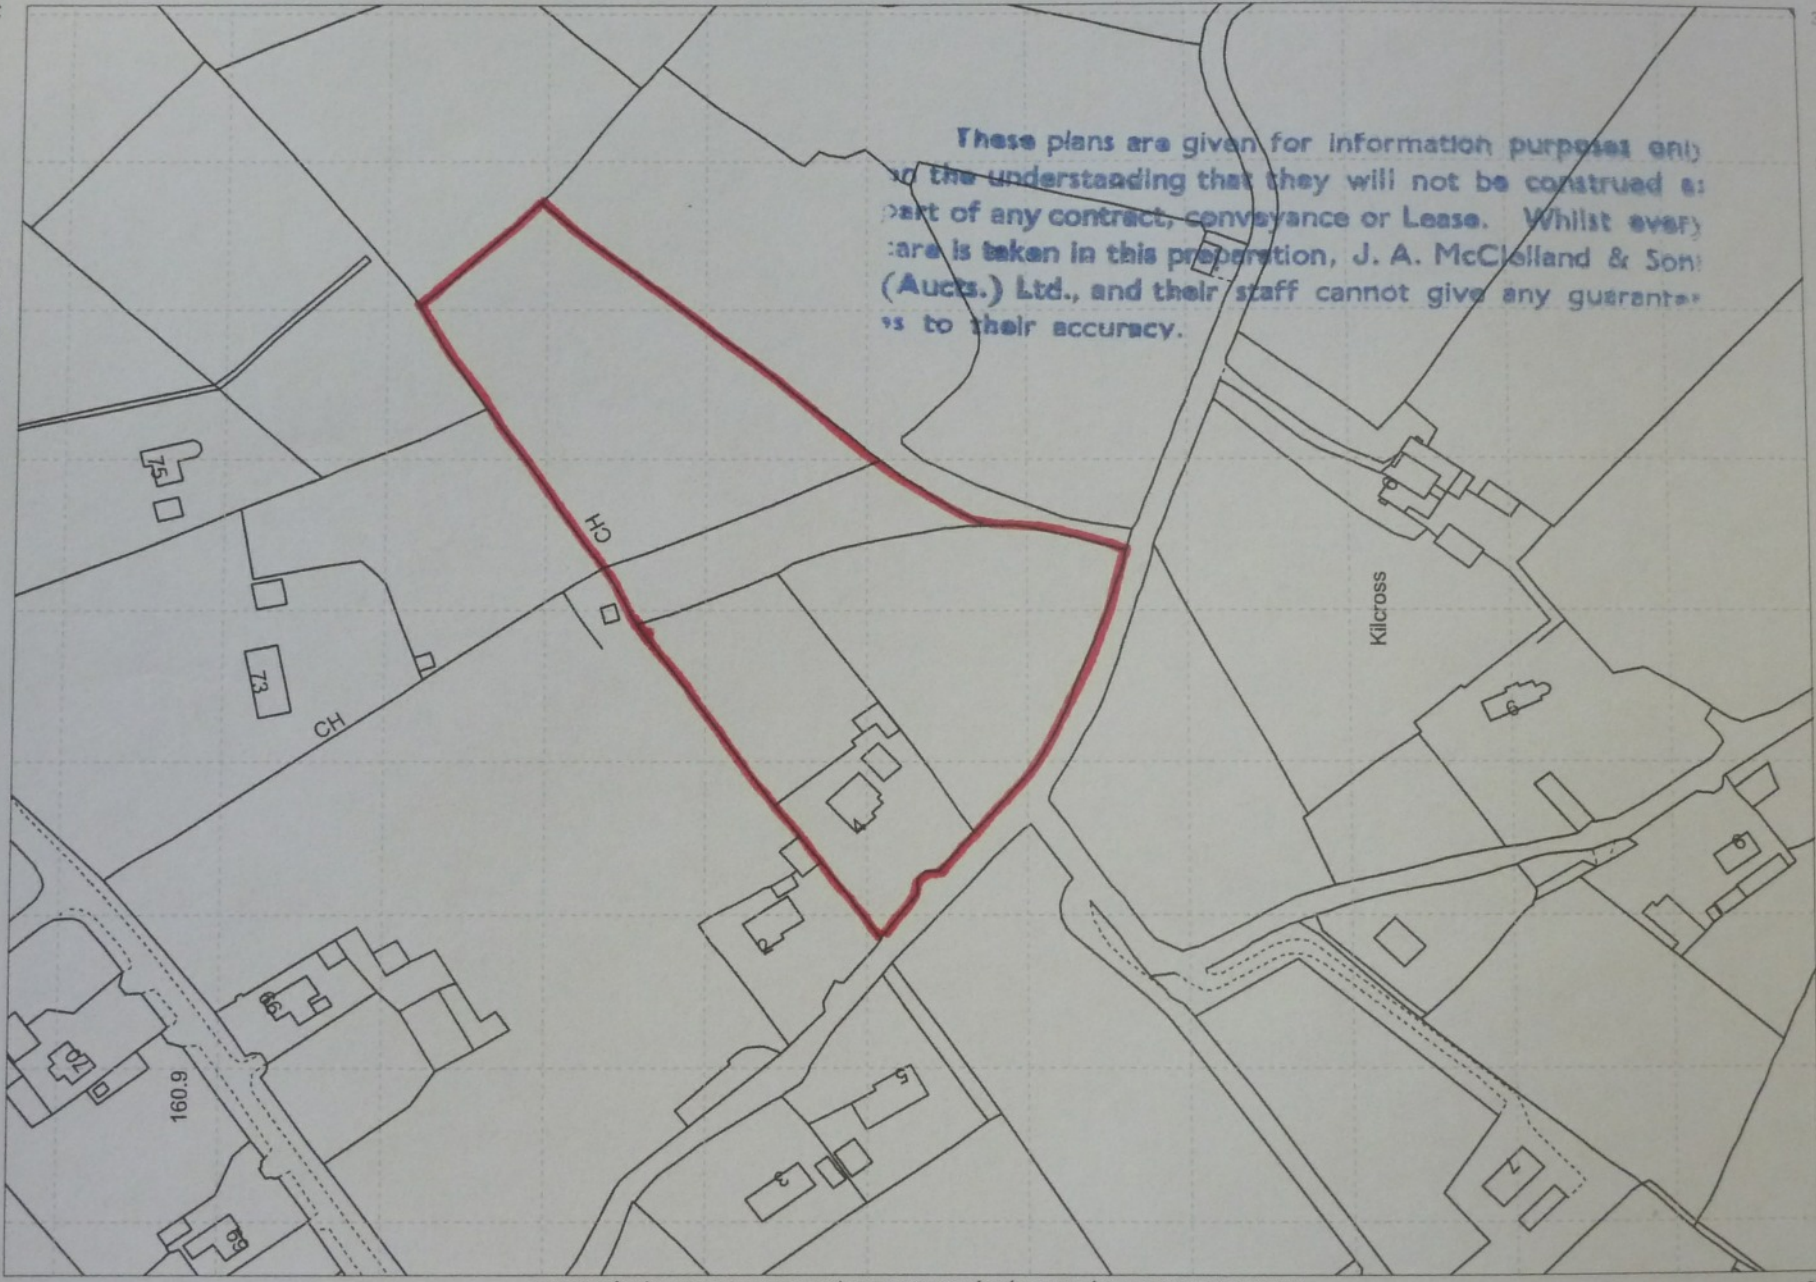 These plans are given for information purposes only
on the understanding that they will not be construed as
part of any contract, conveyance or Lease. Whilst every
care is taken in this preparation, J. A. McClelland & Sons
(Aucts.) Ltd., and their staff cannot give any guarantee
as to their accuracy.
75
CH
73
CH
Kilcross
6
9
4
2
66
70
160.9
5
3
7
69